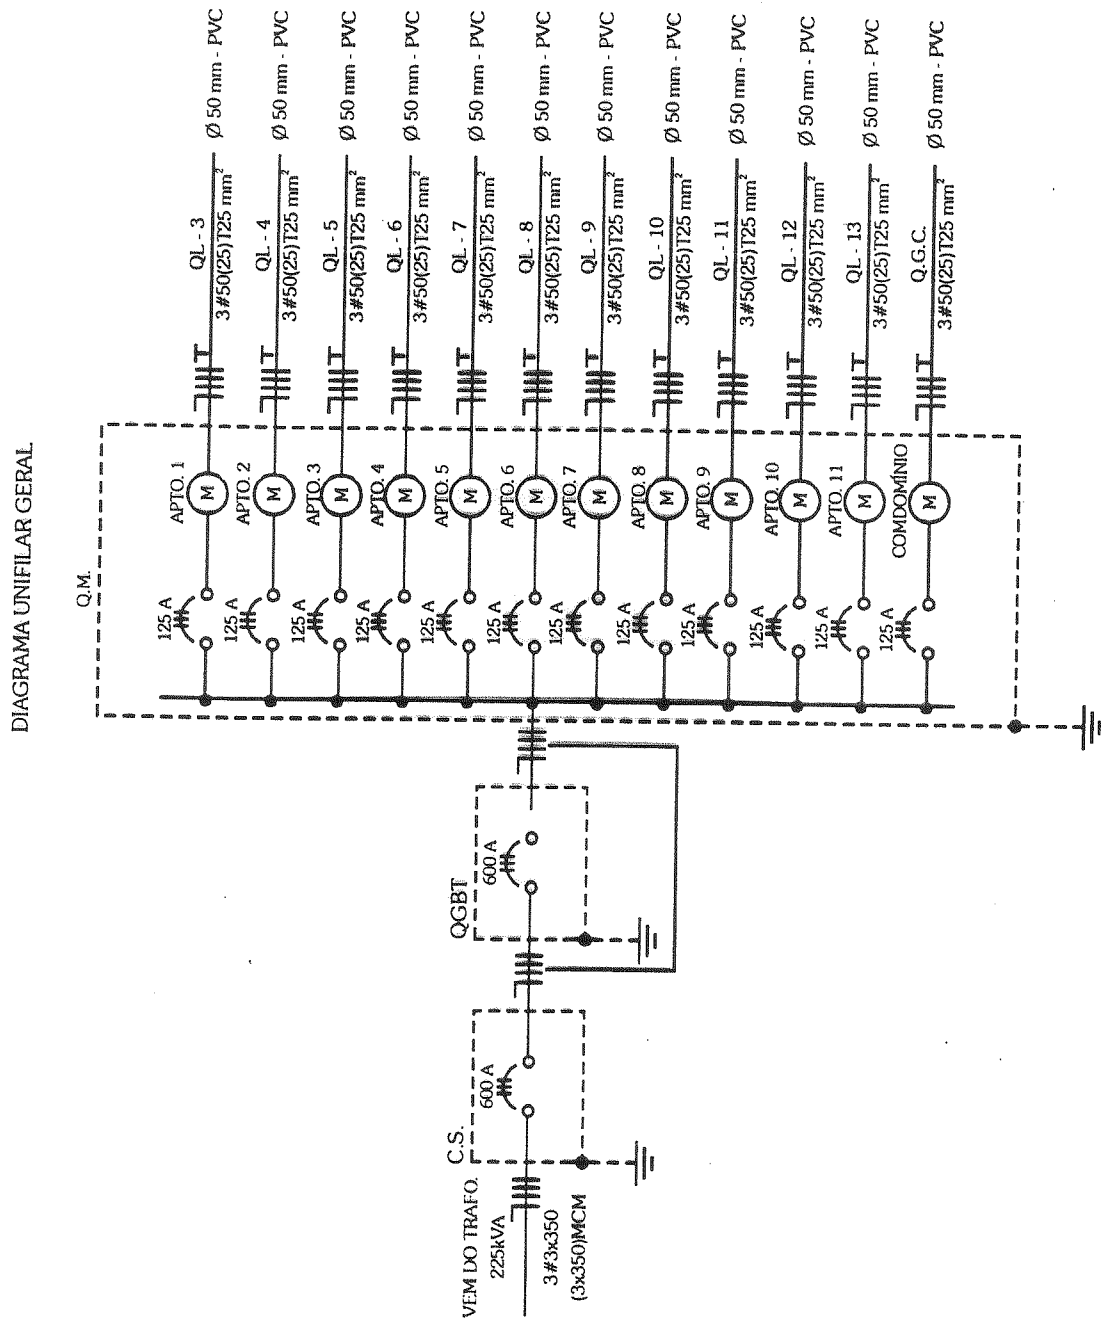 DIAGRAMA UNIFILAR GERAL
Q.M.
125 A
APTO. 1
QL - 3
3#50(25)T25 mm²
Ø 50 mm - PVC
125 A
APTO. 2
QL - 4
3#50(25)T25 mm²
Ø 50 mm - PVC
125 A
APTO. 3
QL - 5
3#50(25)T25 mm²
Ø 50 mm - PVC
125 A
APTO. 4
QL - 6
3#50(25)T25 mm²
Ø 50 mm - PVC
125 A
APTO. 5
QL - 7
3#50(25)T25 mm²
Ø 50 mm - PVC
125 A
APTO. 6
QL - 8
3#50(25)T25 mm²
Ø 50 mm - PVC
125 A
APTO. 7
QL - 9
3#50(25)T25 mm²
Ø 50 mm - PVC
125 A
APTO. 8
QL - 10
3#50(25)T25 mm²
Ø 50 mm - PVC
125 A
APTO. 9
QL - 11
3#50(25)T25 mm²
Ø 50 mm - PVC
125 A
APTO. 10
QL - 12
3#50(25)T25 mm²
Ø 50 mm - PVC
125 A
APTO. 11
QL - 13
3#50(25)T25 mm²
Ø 50 mm - PVC
125 A
COMDOMÍNIO
Q.G.C.
3#50(25)T25 mm²
Ø 50 mm - PVC
M
M
M
M
M
M
M
M
M
M
M
M
QGBT
600 A
C.S.
600 A
VEM DO TRAFO.
225kVA
3#3x350
(3x350)MCM